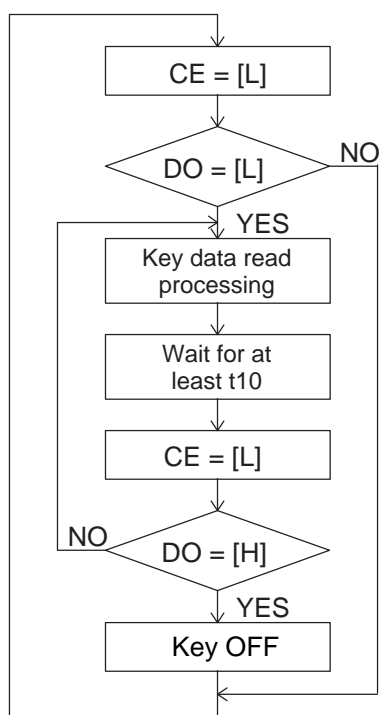 CE = [L]
DO = [L]
NO
YES
Key data read
processing
Wait for at
least t10
CE = [L]
NO
DO = [H]
YES
Key OFF